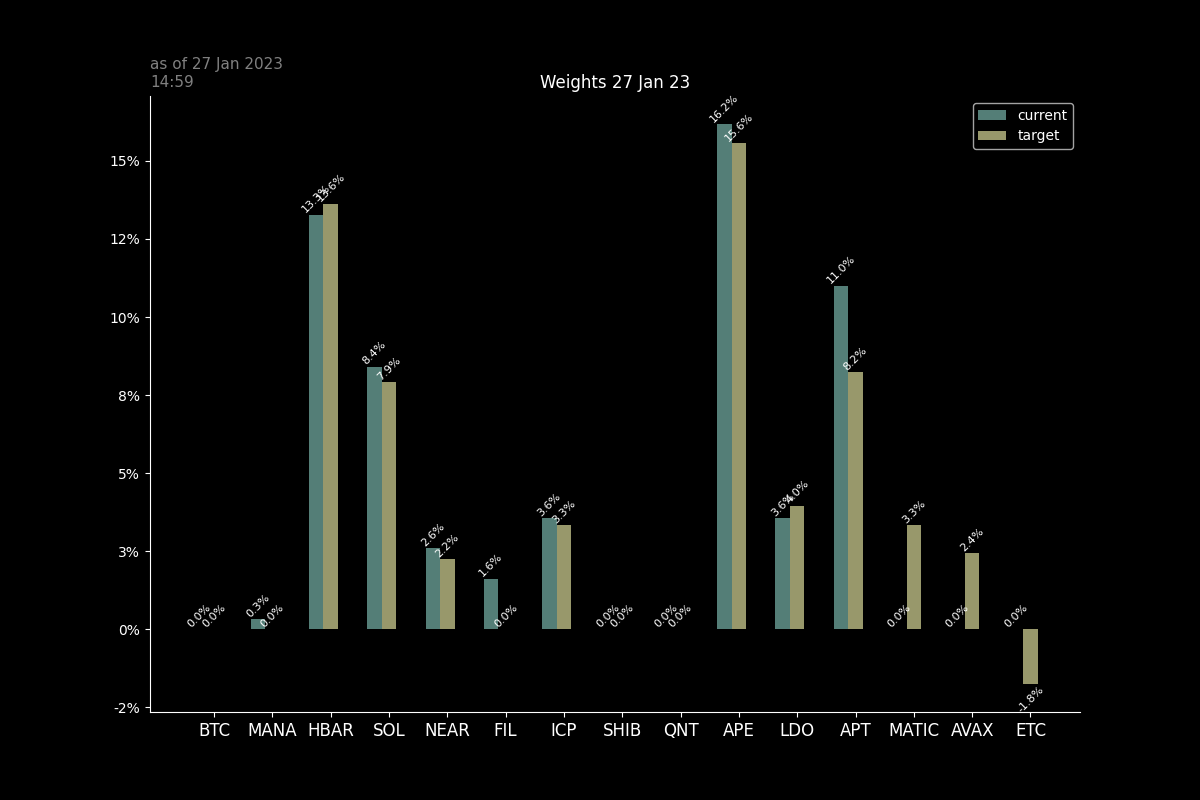 as of 27 Jan 2023
14:59
Weights 27 Jan 23
current
target
15%
12%
10%
8%
5%
3%
0%
-2%
0.0% 0.0% 0.3% 0.0% 13.3% 13.6% 8.4% 7.9% 2.6% 2.2% 1.6% 0.0% 3.6% 3.3% 0.0% 0.0% 0.0% 0.0% 16.2% 15.6% 3.6% 4.0% 11.0% 8.2% 0.0% 3.3% 0.0% 2.4% 0.0% -1.8%
BTC MANA HBAR SOL NEAR FIL ICP SHIB QNT APE LDO APT MATIC AVAX ETC